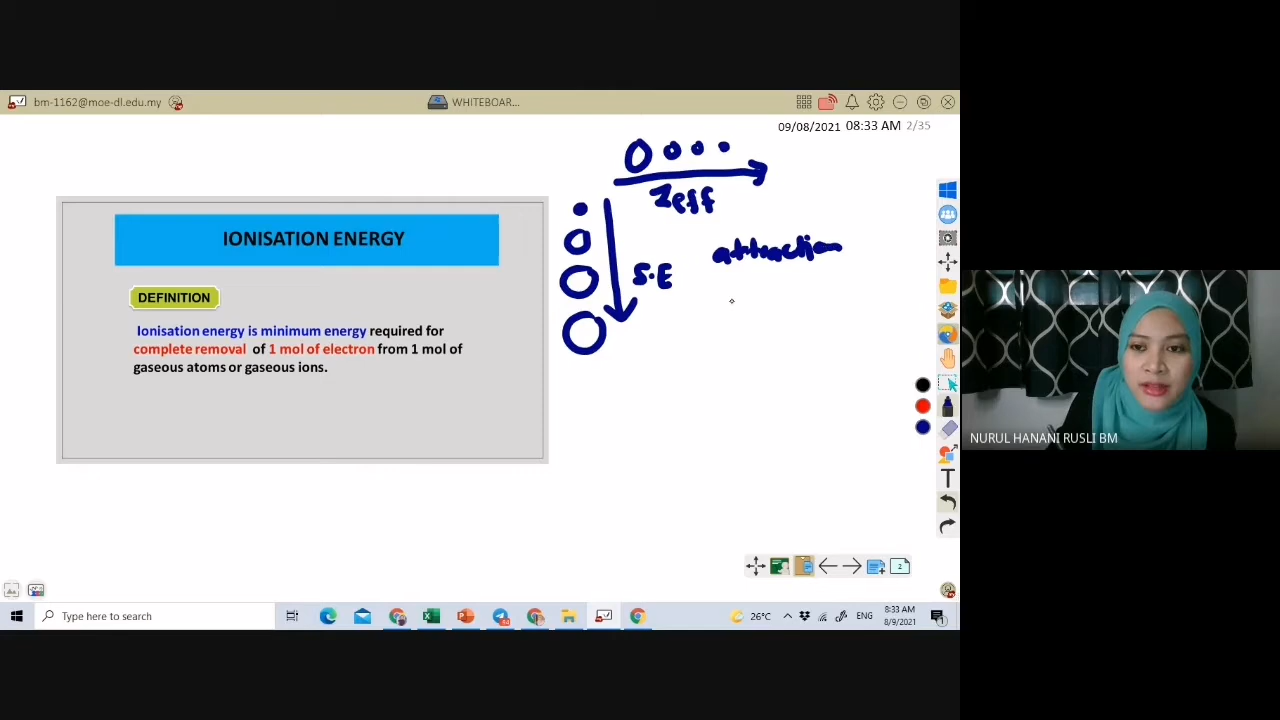 bm-1162@moe-dl.edu.my
WHITEBOAR...
09/08/2021 08:33 AM 2/35
Zeff
IONISATION ENERGY
attraction
S.E
DEFINITION
Ionisation energy is minimum energy required for
complete removal of 1 mol of electron from 1 mol of
gaseous atoms or gaseous ions.
NURUL HANANI RUSLI BM
T
2
Type here to search
26°C
ENG
8:33 AM
8/9/2021